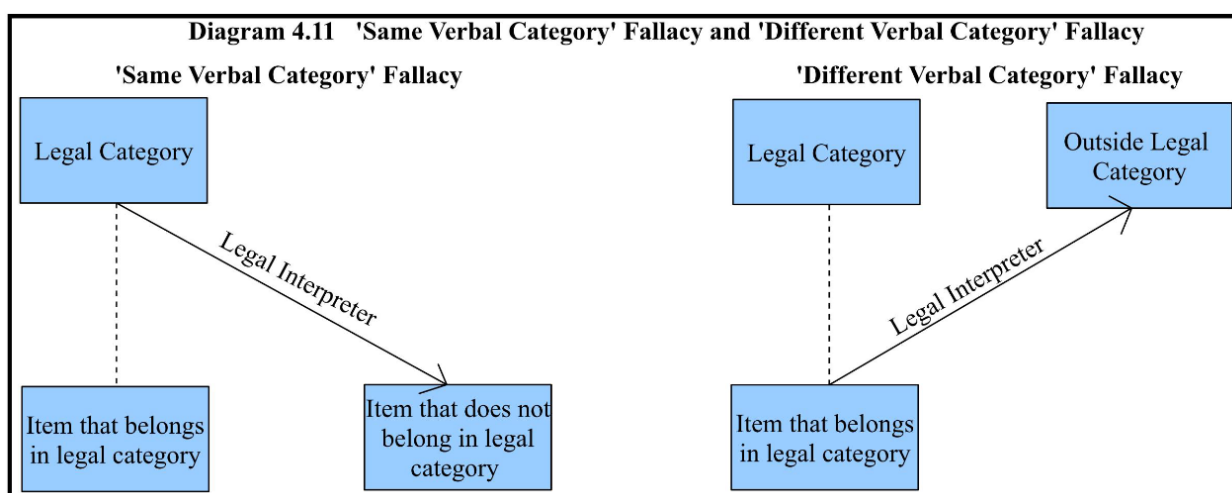 Diagram 4.11 'Same Verbal Category' Fallacy and 'Different Verbal Category' Fallacy
'Same Verbal Category' Fallacy
Legal Category
Legal Interpreter
Item that belongs
in legal category
Item that does not
belong in legal
category
'Different Verbal Category' Fallacy
Legal Category
Outside Legal
Category
Legal Interpreter
Item that belongs
in legal category